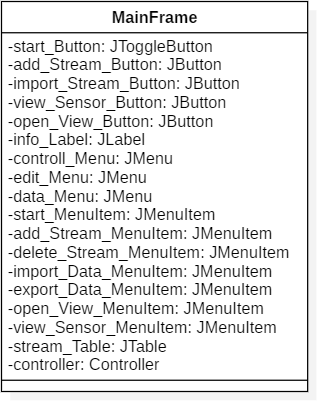 MainFrame
-start_Button: JToggleButton
-add_Stream_Button: JButton
-import_Stream_Button: JButton
-view_Sensor_Button: JButton
-open_View_Button: JButton
-info_Label: JLabel
-controll_Menu: JMenu
-edit_Menu: JMenu
-data_Menu: JMenu
-start_MenuItem: JMenuItem
-add_Stream_MenuItem: JMenuItem
-delete_Stream_MenuItem: JMenuItem
-import_Data_MenuItem: JMenuItem
-export_Data_MenuItem: JMenuItem
-open_View_MenuItem: JMenuItem
-view_Sensor_MenuItem: JMenuItem
-stream_Table: JTable
-controller: Controller